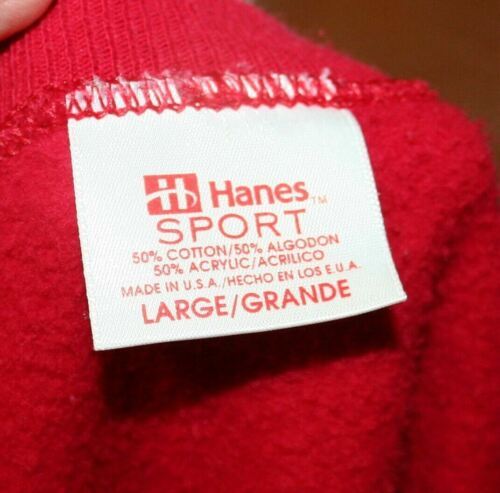 Hanes™
SPORT
50% COTTON/50% ALGODON
50% ACRYLIC/ACRILICO
MADE IN U.S.A./HECHO EN LOS E.U.A.
LARGE/GRANDE